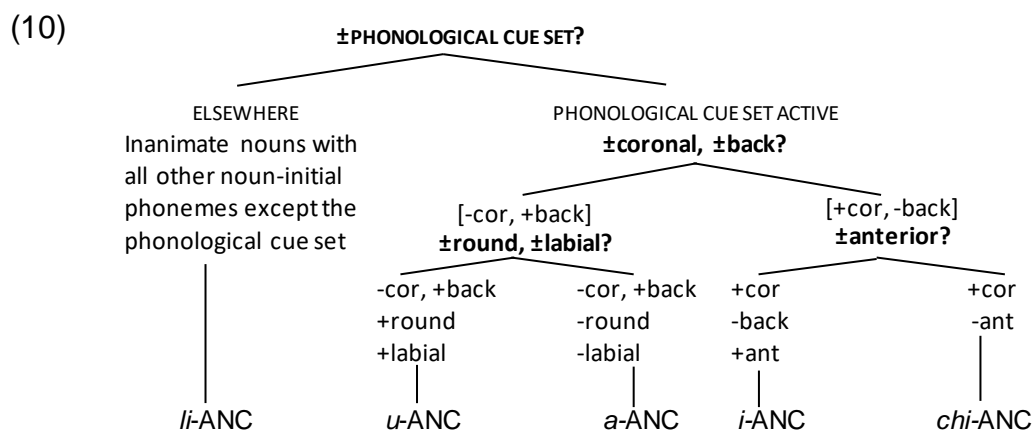 (10)
±PHONOLOGICAL CUE SET?
ELSEWHERE
Inanimate nouns with
all other noun-initial
phonemes except the
phonological cue set
PHONOLOGICAL CUE SET ACTIVE
±coronal, ±back?
[-cor, +back]
±round, ±labial?
[+cor, -back]
±anterior?
-cor, +back
+round
+labial
-cor, +back
-round
-labial
+cor
-back
+ant
+cor
-ant
li-ANC
u-ANC
a-ANC
i-ANC
chi-ANC